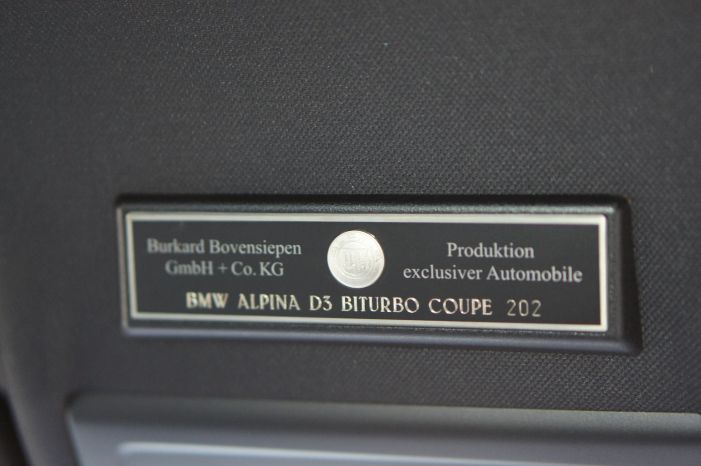 Burkard Bovensiepen
GmbH + Co. KG
Produktion
exclusiver Automobile
BMW ALPINA D3 BITURBO COUPE 202